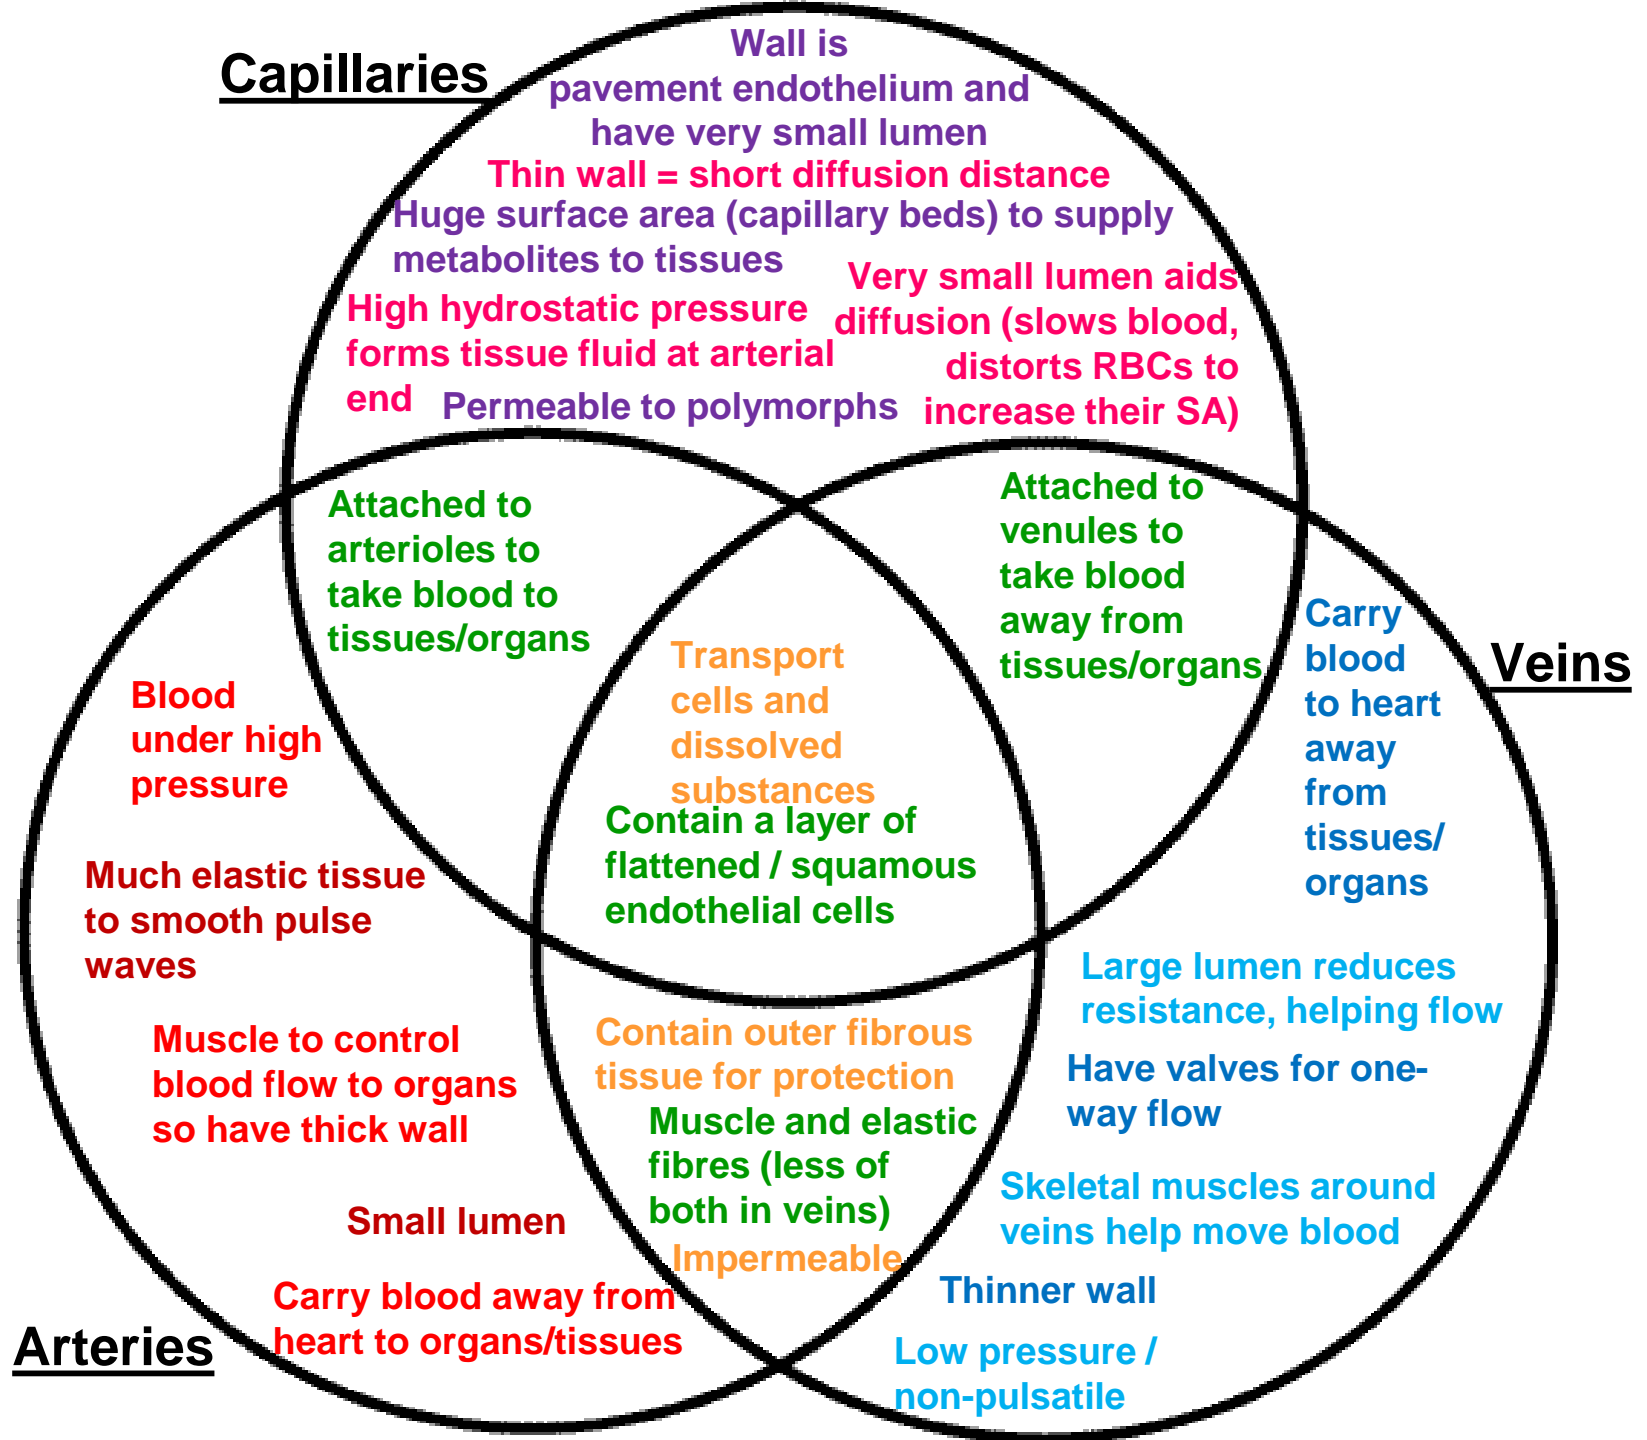 Capillaries
Wall is
pavement endothelium and
have very small lumen
Thin wall = short diffusion distance
Huge surface area (capillary beds) to supply
metabolites to tissues
Very small lumen aids
diffusion (slows blood,
distorts RBCs to
increase their SA)
High hydrostatic pressure
forms tissue fluid at arterial
end
Permeable to polymorphs
Attached to
arterioles to
take blood to
tissues/organs
Attached to
venules to
take blood
away from
tissues/organs
Transport
cells and
dissolved
substances
Contain a layer of
flattened / squamous
endothelial cells
Veins
Carry
blood
to heart
away
from
tissues/
organs
Large lumen reduces
resistance, helping flow
Have valves for one-
way flow
Skeletal muscles around
veins help move blood
Thinner wall
Low pressure /
non-pulsatile
Blood
under high
pressure
Much elastic tissue
to smooth pulse
waves
Muscle to control
blood flow to organs
so have thick wall
Small lumen
Carry blood away from
heart to organs/tissues
Arteries
Contain outer fibrous
tissue for protection
Muscle and elastic
fibres (less of
both in veins)
Impermeable